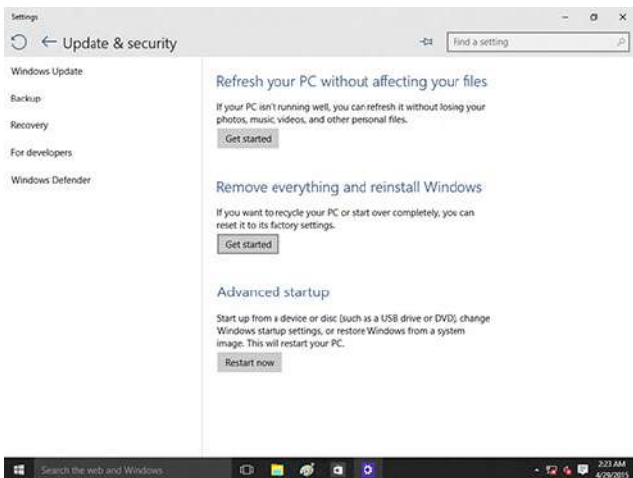 Settings
Update & security
Find a setting
Windows Update
Backup
Recovery
For developers
Windows Defender
Refresh your PC without affecting your files
If your PC isn't running well, you can refresh it without losing your
photos, music, videos, and other personal files.
Get started
Remove everything and reinstall Windows
If you want to recycle your PC or start over completely, you can
reset it to its factory settings.
Get started
Advanced startup
Start up from a device or disc (such as a USB drive or DVD), change
Windows startup settings, or restore Windows from a system
image. This will restart your PC.
Restart now
Search the web and Windows
2:23 AM
4/29/2015